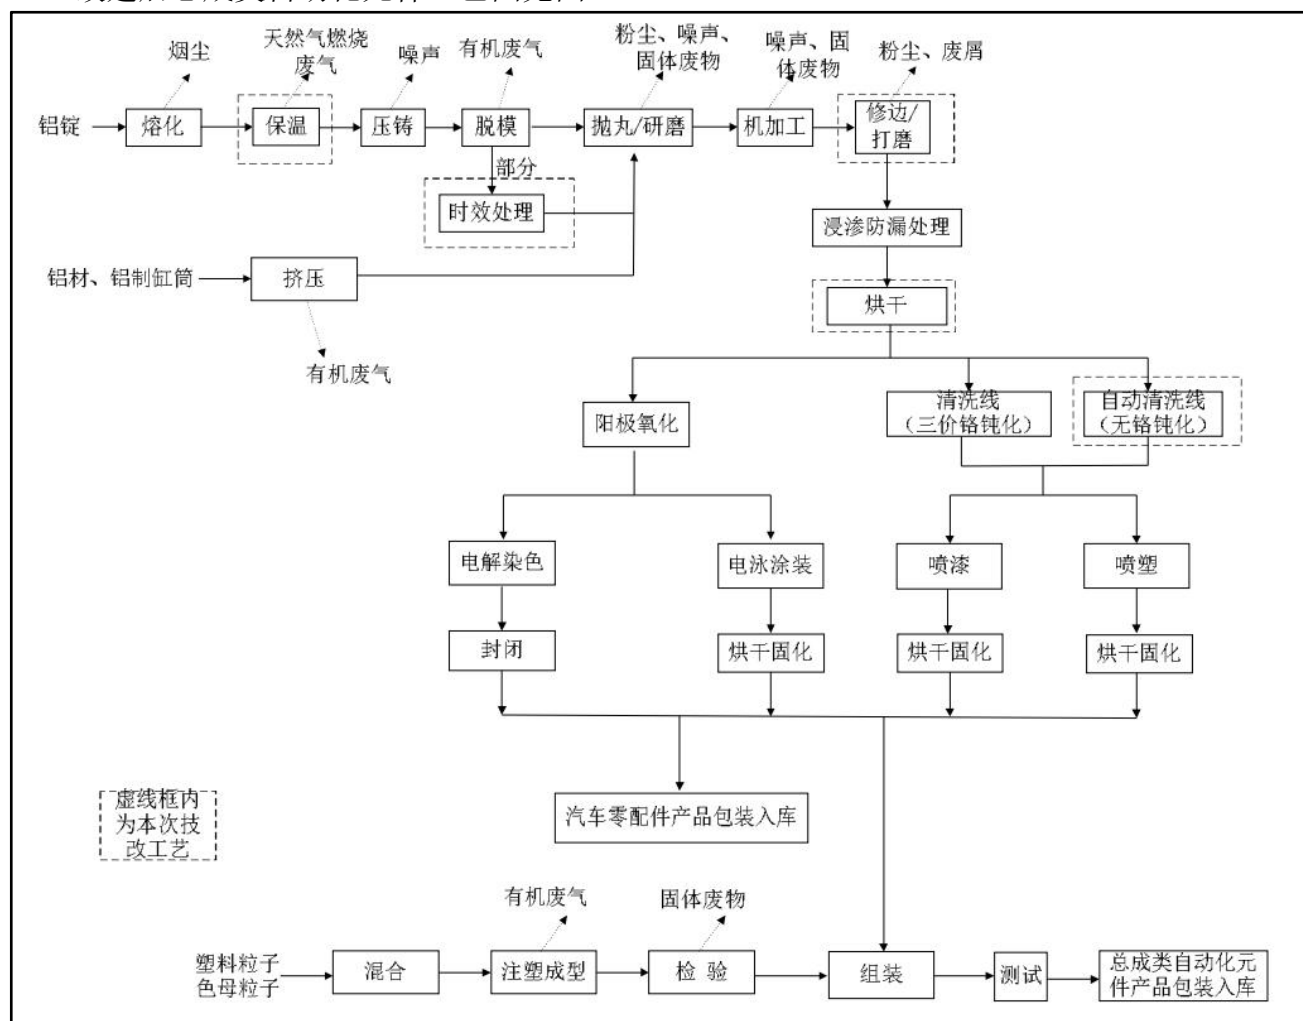 烟尘
天然气燃烧
废气
噪声
有机废气
粉尘、噪声、
固体废物
噪声、固
体废物
粉尘、废屑
铝锭
熔化
保温
压铸
脱模
抛丸/研磨
机加工
修边/
打磨
部分
时效处理
浸渗防漏处理
铝材、铝制缸筒
挤压
烘干
有机废气
阳极氧化
清洗线
（三价铬钝化）
自动清洗线
（无铬钝化）
电解染色
电泳涂装
喷漆
喷塑
封闭
烘干固化
烘干固化
烘干固化
汽车零配件产品包装入库
虚线框内
为本次技
改工艺
有机废气
固体废物
塑料粒子
色母粒子
混合
注塑成型
检 验
组装
测试
总成类自动化元
件产品包装入库